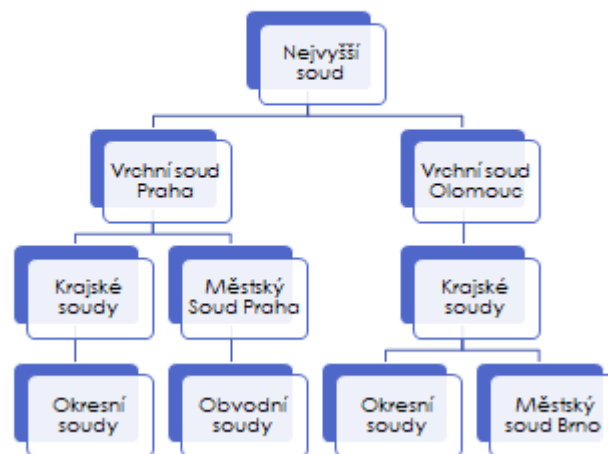 Nejvyšší
soud
Vrchní soud
Praha
Vrchní soud
Olomouc
Krajské
soudy
Městský
Soud Praha
Krajské
soudy
Okresní
soudy
Obvodní
soudy
Okresní
soudy
Městský
soud Brno